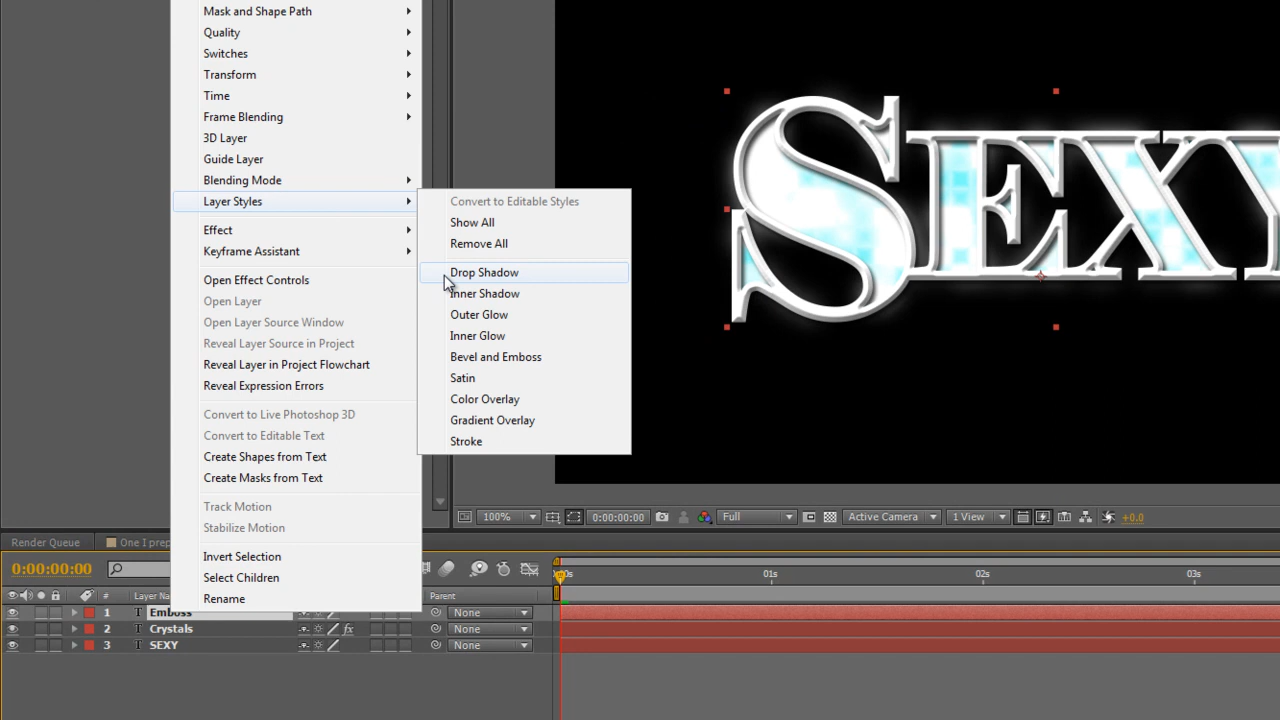 Mask and Shape Path
Quality
Switches
Transform
Time
Frame Blending
3D Layer
Guide Layer
Blending Mode
Layer Styles
Effect
Keyframe Assistant
Open Effect Controls
Open Layer
Open Layer Source Window
Reveal Layer Source in Project
Reveal Layer in Project Flowchart
Reveal Expression Errors
Convert to Live Photoshop 3D
Convert to Editable Text
Create Shapes from Text
Create Masks from Text
Track Motion
Stabilize Motion
Invert Selection
Select Children
Rename
Convert to Editable Styles
Show All
Remove All
Drop Shadow
Inner Shadow
Outer Glow
Inner Glow
Bevel and Emboss
Satin
Color Overlay
Gradient Overlay
Stroke
SEXY
100% 0:00:00:00 Full Active Camera 1 View +0.0
Render Queue One I prep
0:00:00:00
01s 02s 03s
# Layer Na Parent
1 T Emboss None
2 T Crystals fx None
3 T SEXY None